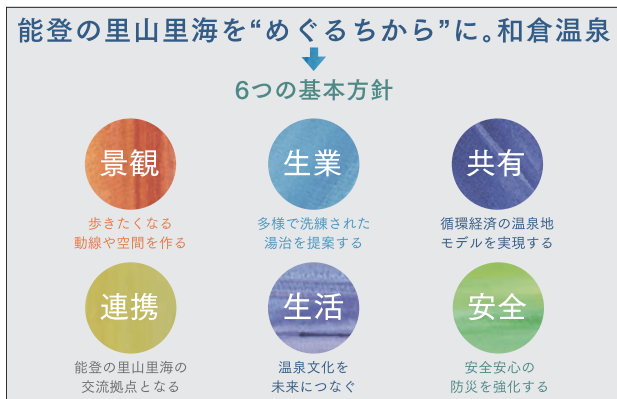 能登の里山里海を“めぐるちから”に。和倉温泉
6つの基本方針
景観
歩きたくなる
動線や空間を作る
生業
多様で洗練された
湯治を提案する
共有
循環経済の温泉地
モデルを実現する
連携
能登の里山里海の
交流拠点となる
生活
温泉文化を
未来につなぐ
安全
安全安心の
防災を強化する